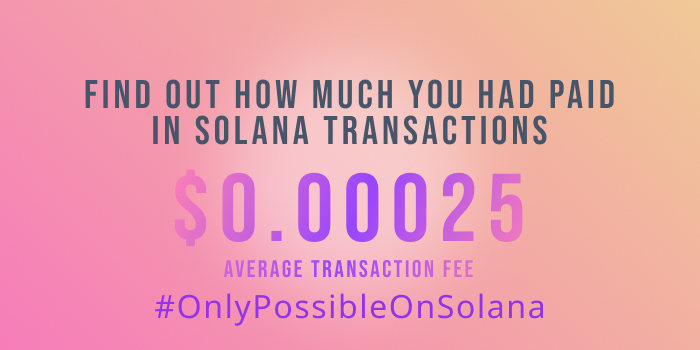 FIND OUT HOW MUCH YOU HAD PAID
IN SOLANA TRANSACTIONS
$0.00025
AVERAGE TRANSACTION FEE
#OnlyPossibleOnSolana